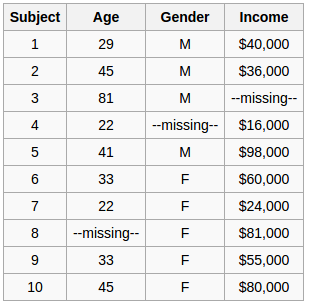 Subject Age Gender Income
1 29 M $40,000
2 45 M $36,000
3 81 M --missing--
4 22 --missing-- $16,000
5 41 M $98,000
6 33 F $60,000
7 22 F $24,000
8 --missing-- F $81,000
9 33 F $55,000
10 45 F $80,000